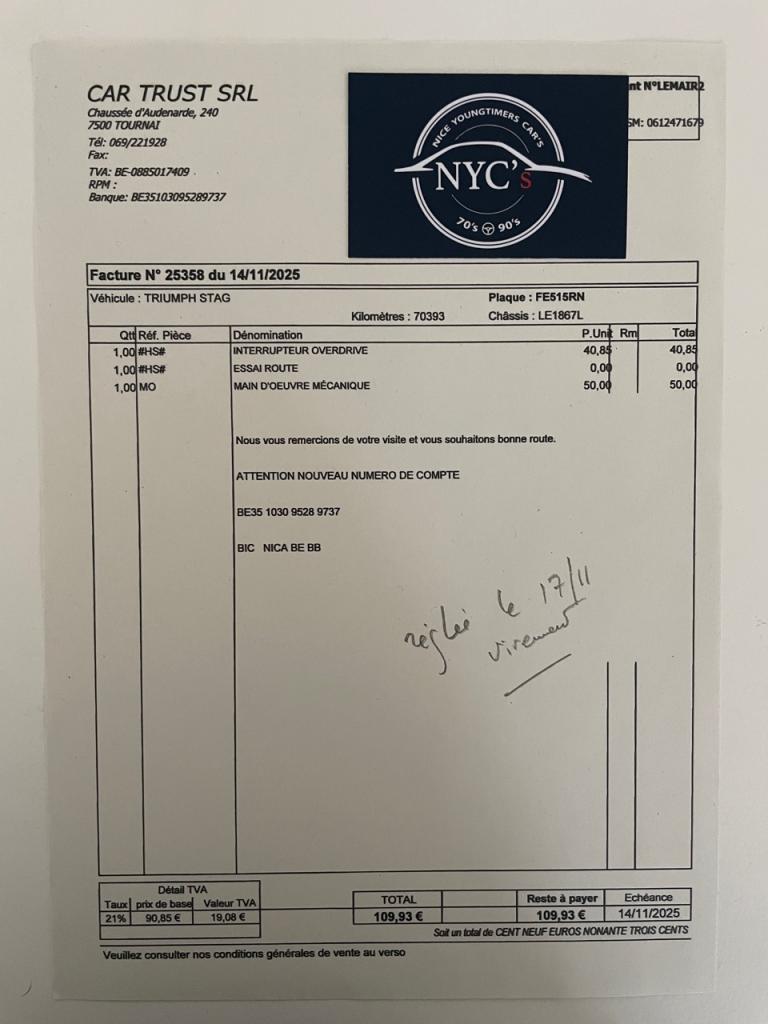 CAR TRUST SRL
Chaussée d'Audenarde, 240
7500 TOURNAI
Tél: 069/221928
Fax:
TVA: BE-0885017409
RPM :
Banque: BE35103095289737
NICE YOUNGTIMERS CAR'S
NYC's
70's 90's
nt N°LEMAIR2
SM: 0612471679
Facture N° 25358 du 14/11/2025
Véhicule : TRIUMPH STAG Plaque : FE515RN
Kilomètres : 70393 Châssis : LE1867L
Qtt Réf. Pièce Dénomination P.Unit Rm Total
1,00 #HS# INTERRUPTEUR OVERDRIVE 40,85 40,85
1,00 #HS# ESSAI ROUTE 0,00 0,00
1,00 MO MAIN D'OEUVRE MÉCANIQUE 50,00 50,00
Nous vous remercions de votre visite et vous souhaitons bonne route.
ATTENTION NOUVEAU NUMERO DE COMPTE
BE35 1030 9528 9737
BIC NICA BE BB
réglée le 17/11
virement
Détail TVA
Taux prix de base Valeur TVA
21% 90,85 € 19,08 €
TOTAL Reste à payer Echéance
109,93 € 109,93 € 14/11/2025
Soit un total de CENT NEUF EUROS NONANTE TROIS CENTS
Veuillez consulter nos conditions générales de vente au verso